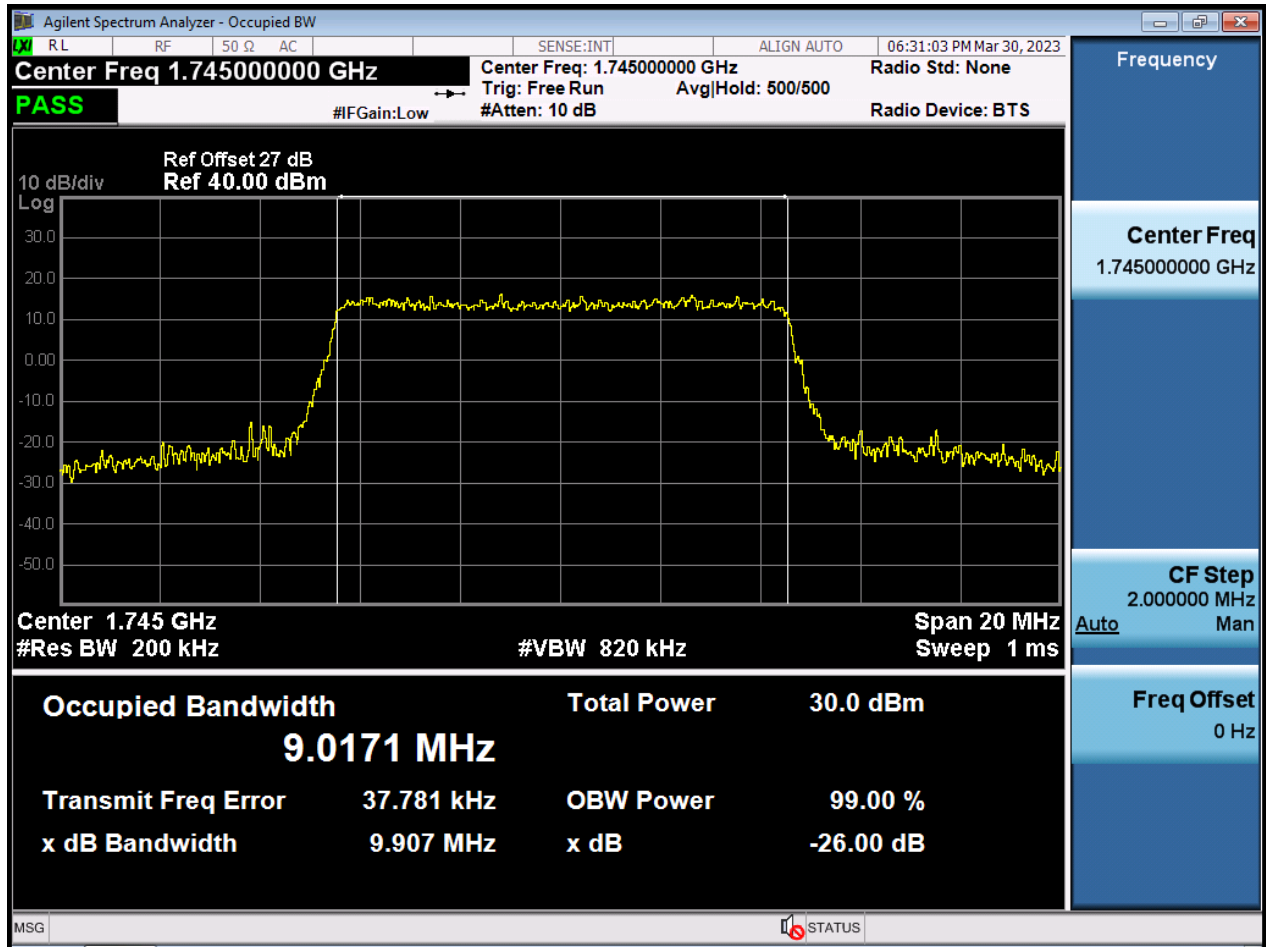 Agilent Spectrum Analyzer - Occupied BW
LXI RL RF 50 Ω AC SENSE:INT ALIGN AUTO 06:31:03 PM Mar 30, 2023
Center Freq 1.745000000 GHz
PASS
#IFGain:Low
Center Freq: 1.745000000 GHz
Trig: Free Run Avg|Hold: 500/500
#Atten: 10 dB
Radio Std: None
Radio Device: BTS
Ref Offset 27 dB
10 dB/div Ref 40.00 dBm
Log
30.0
20.0
10.0
0.00
-10.0
-20.0
-30.0
-40.0
-50.0
Center 1.745 GHz Span 20 MHz
#Res BW 200 kHz #VBW 820 kHz Sweep 1 ms
Occupied Bandwidth Total Power 30.0 dBm
9.0171 MHz
Transmit Freq Error 37.781 kHz OBW Power 99.00 %
x dB Bandwidth 9.907 MHz x dB -26.00 dB
MSG STATUS
Frequency
Center Freq
1.745000000 GHz
CF Step
2.000000 MHz
Auto Man
Freq Offset
0 Hz